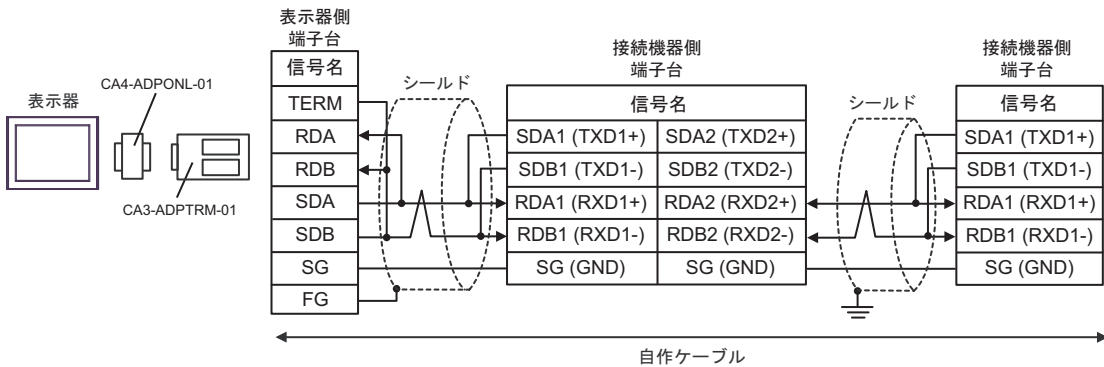 表示器
CA4-ADPONL-01
CA3-ADPTRM-01
表示器側
端子台
信号名
TERM
RDA
RDB
SDA
SDB
SG
FG
シールド
接続機器側
端子台
信号名
SDA1 (TXD1+) SDA2 (TXD2+)
SDB1 (TXD1-) SDB2 (TXD2-)
RDA1 (RXD1+) RDA2 (RXD2+)
RDB1 (RXD1-) RDB2 (RXD2-)
SG (GND) SG (GND)
シールド
接続機器側
端子台
信号名
SDA1 (TXD1+)
SDB1 (TXD1-)
RDA1 (RXD1+)
RDB1 (RXD1-)
SG (GND)
自作ケーブル